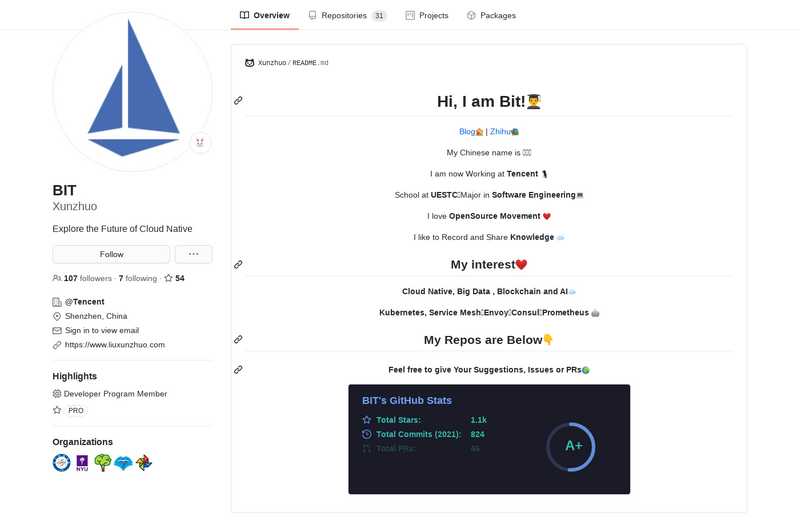 Overview
Repositories 31
Projects
Packages
BIT
Xunzhuo
Explore the Future of Cloud Native
Follow
107 followers · 7 following · 54
@Tencent
Shenzhen, China
Sign in to view email
https://www.liuxunzhuo.com
Highlights
Developer Program Member
PRO
Organizations
NYU
Xunzhuo / README.md
Hi, I am Bit!👨‍🎓
Blog🏠 | Zhihu
My Chinese name is
I am now Working at Tencent 🐧
School at UESTC Major in Software Engineering💻
I love OpenSource Movement ❤️
I like to Record and Share Knowledge ☁️
My interest❤️
Cloud Native, Big Data , Blockchain and AI☁️
Kubernetes, Service Mesh Envoy Consul Prometheus 🤖
My Repos are Below👇
Feel free to give Your Suggestions, Issues or PRs🌍
BIT's GitHub Stats
Total Stars: 1.1k
Total Commits (2021): 824
Total PRs:
A+